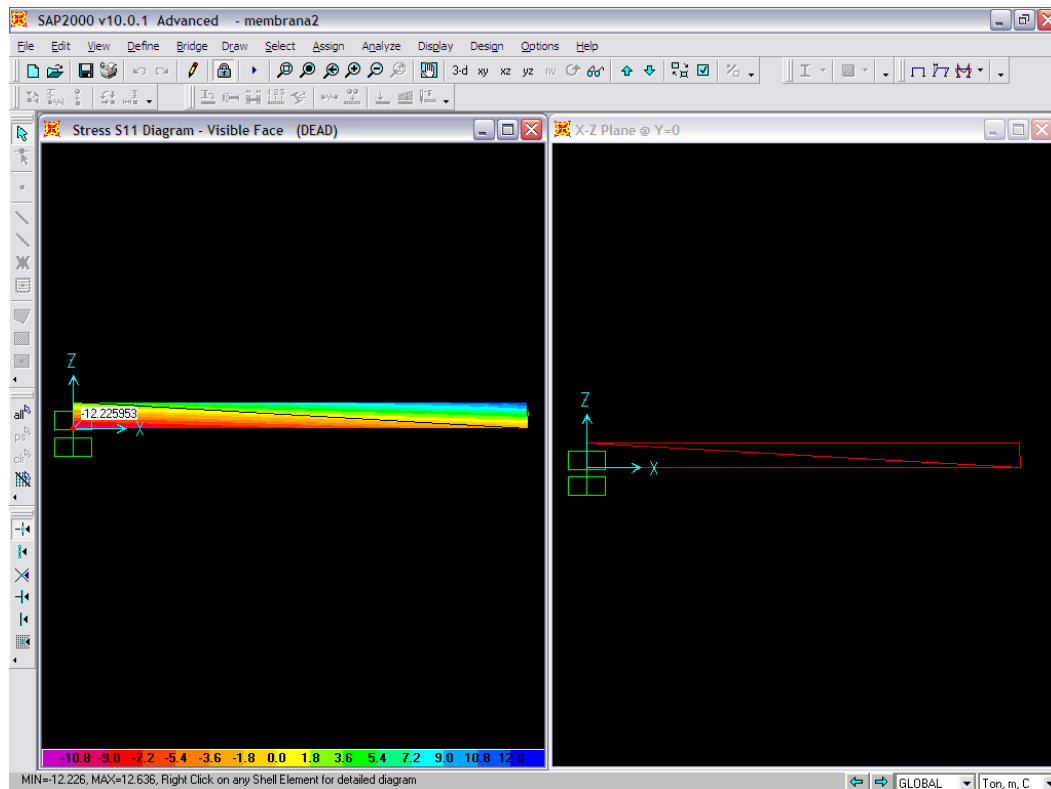 SAP2000 v10.0.1 Advanced - membrana2
File Edit View Define Bridge Draw Select Assign Analyze Display Design Options Help
3-d xy xz yz nv
Stress S11 Diagram - Visible Face (DEAD)
X-Z Plane @ Y=0
all
ps
clr
Z
-12.225953
X
Z
X
-10.8 -9.0 -7.2 -5.4 -3.6 -1.8 0.0 1.8 3.6 5.4 7.2 9.0 10.8 12.6
MIN=-12.226, MAX=12.636, Right Click on any Shell Element for detailed diagram
GLOBAL
Ton, m, C